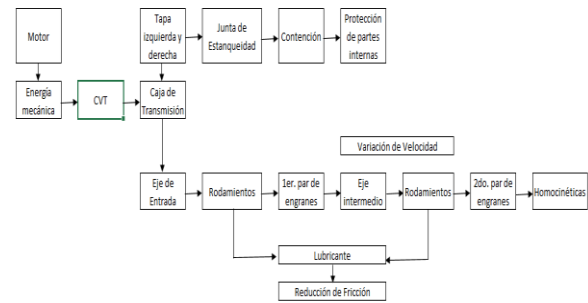 Motor
Tapa
izquierda y
derecha
Junta de
Estanqueidad
Contención
Protección
de partes
internas
Energía
mecánica
CVT
Caja de
Transmisión
Variación de Velocidad
Eje de
Entrada
Rodamientos
1er. par de
engranes
Eje
intermedio
Rodamientos
2do. par de
engranes
Homocinéticas
Lubricante
Reducción de Fricción